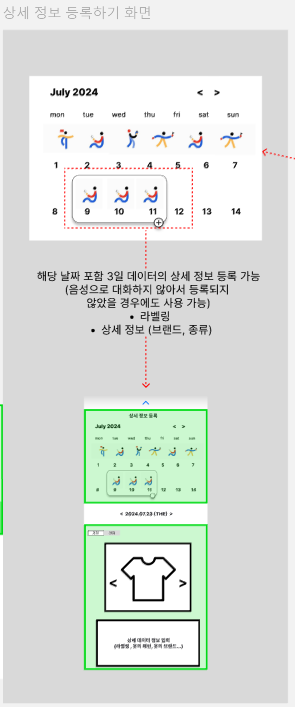 상세 정보 등록하기 화면
July 2024 < >
mon tue wed thu fri sat sun
1 2 3 4 5 6 7
8 9 10 11 12 13 14
해당 날짜 포함 3일 데이터의 상세 정보 등록 가능
(음성으로 대화하지 않아서 등록되지
않았을 경우에도 사용 가능)
• 라벨링
• 상세 정보 (브랜드, 종류)
상세 정보 등록
July 2024 < >
mon tue wed thu fri sat sun
1 2 3 4 5 6 7
8 9 10 11 12 13 14
< 2024.07.23 (THE) >
< >
상세 데이터 정보 입력
(라벨링, 옷의 패턴, 옷의 브랜드...)